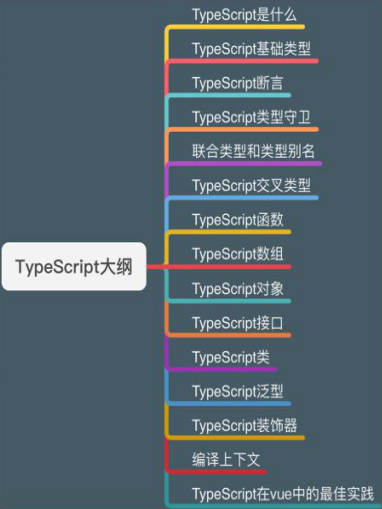 TypeScript是什么
TypeScript基础类型
TypeScript断言
TypeScript类型守卫
联合类型和类型别名
TypeScript交叉类型
TypeScript函数
TypeScript大纲
TypeScript数组
TypeScript对象
TypeScript接口
TypeScript类
TypeScript泛型
TypeScript装饰器
编译上下文
TypeScript在vue中的最佳实践